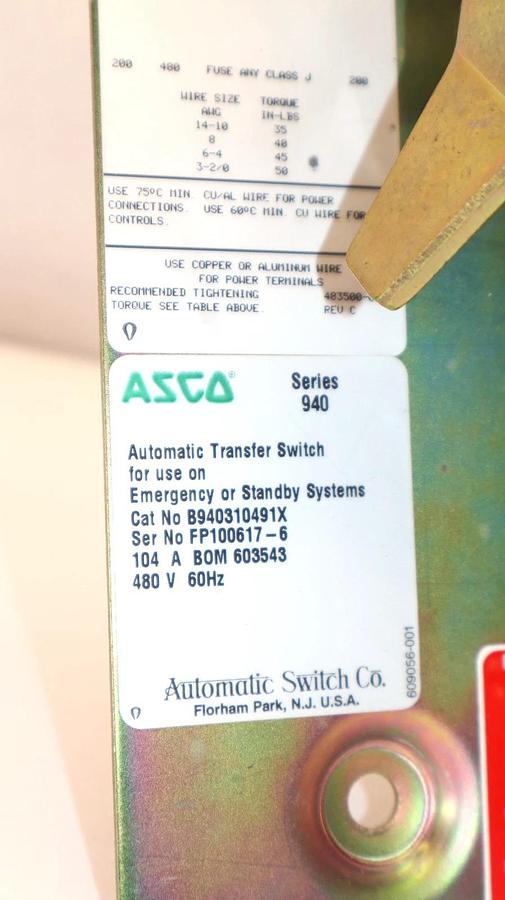 200 480 FUSE ANY CLASS J 200
WIRE SIZE TORQUE
AWG IN-LBS
14-10 35
8 40
6-4 45
3-2/0 50
USE 75ºC MIN. CU/AL WIRE FOR POWER
CONNECTIONS. USE 60ºC MIN. CU WIRE FOR
CONTROLS.
USE COPPER OR ALUMINUM WIRE
FOR POWER TERMINALS
RECOMMENDED TIGHTENING 483500-
TORQUE SEE TABLE ABOVE. REV C
ASCO® Series
940
Automatic Transfer Switch
for use on
Emergency or Standby Systems
Cat No B940310491X
Ser No FP100617-6
104 A BOM 603543
480 V 60Hz
609056-001
Automatic Switch Co.
Florham Park, N.J. U.S.A.